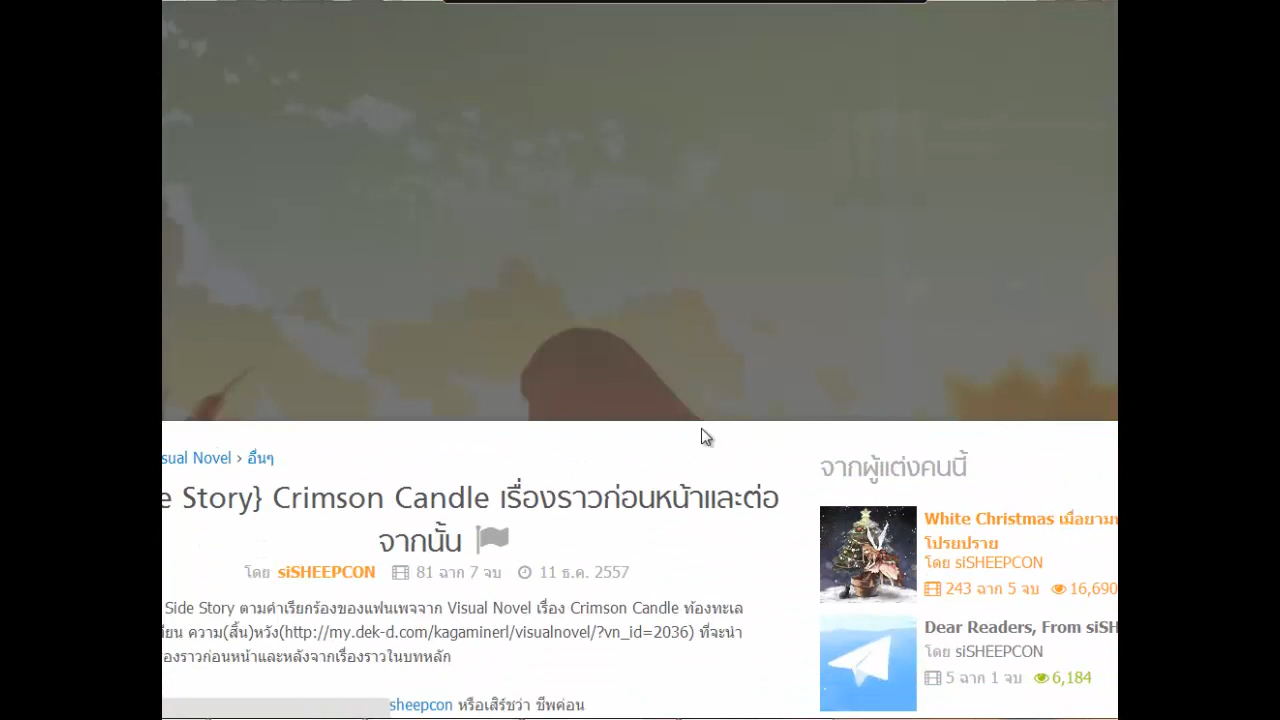 sual Novel › อื่นๆ
e Story} Crimson Candle เรื่องราวก่อนหน้าและต่อ
จากนั้น
โดย siSHEEPCON 81 ฉาก 7 จบ 11 ธ.ค. 2557
Side Story ตามคำเรียกร้องของแฟนเพจจาก Visual Novel เรื่อง Crimson Candle ท้องทะเล
ความ(สิ้น)หวัง(http://my.dek-d.com/kagaminerl/visualnovel/?vn_id=2036) ที่จะนำ
องราวก่อนหน้าและหลังจากเรื่องราวในบทหลัก
sheepcon หรือเสิร์ชว่า ชีพค่อน
จากผู้แต่งคนนี้
White Christmas เมื่อยาม
โปรยปราย
โดย siSHEEPCON
243 ฉาก 5 จบ 16,690
Dear Readers, From siSH
โดย siSHEEPCON
5 ฉาก 1 จบ 6,184